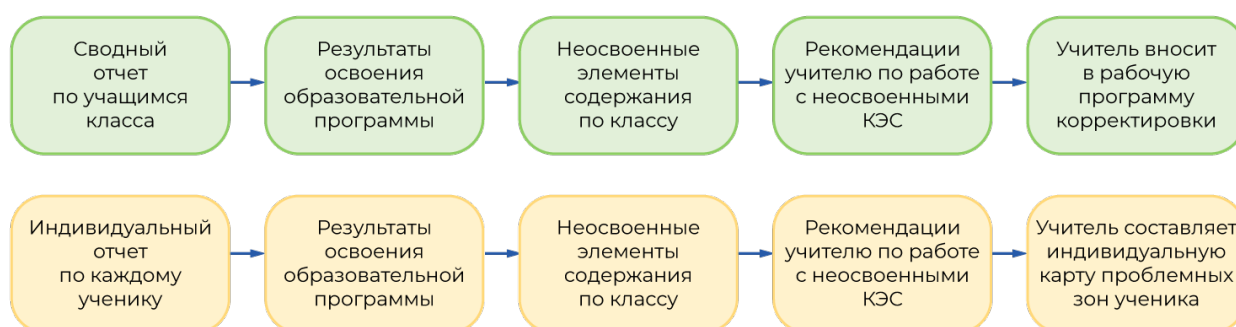 Сводный
отчет
по учащимся
класса
Результаты
освоения
образовательной
программы
Неосвоенные
элементы
содержания
по классу
Рекомендации
учителю по работе
с неосвоенными
КЭС
Учитель вносит
в рабочую
программу
корректировки
Индивидуальный
отчет
по каждому
ученику
Результаты
освоения
образовательной
программы
Неосвоенные
элементы
содержания
по классу
Рекомендации
учителю по работе
с неосвоенными
КЭС
Учитель составляет
индивидуальную
карту проблемных
зон ученика